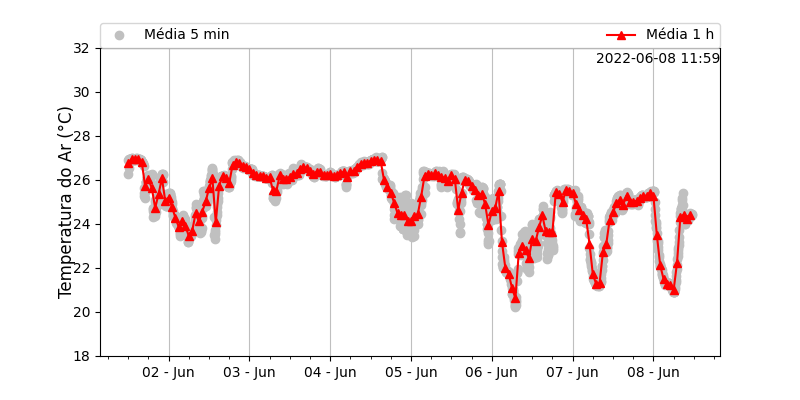 Média 5 min
Média 1 h
2022-06-08 11:59
Temperatura do Ar (°C)
32
30
28
26
24
22
20
18
02 - Jun
03 - Jun
04 - Jun
05 - Jun
06 - Jun
07 - Jun
08 - Jun